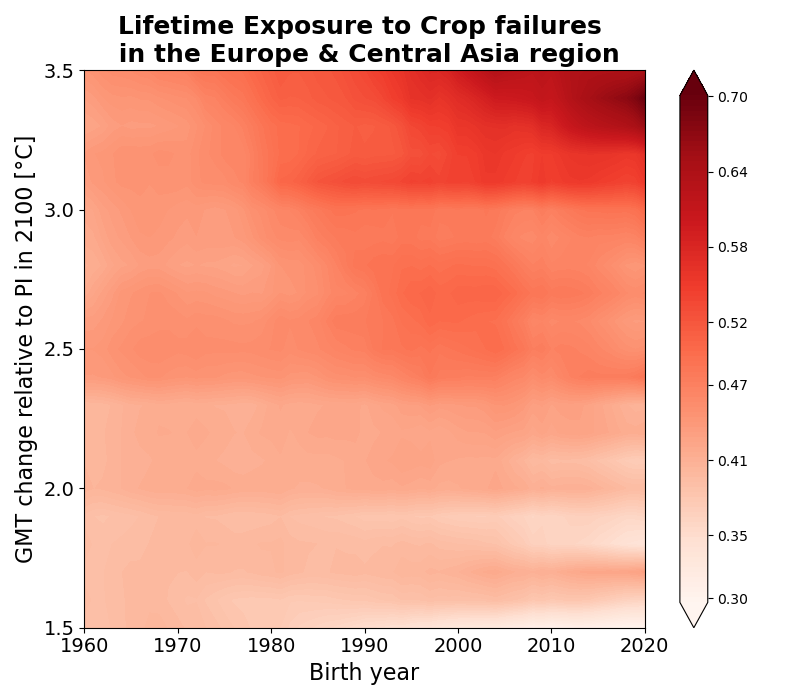 Lifetime Exposure to Crop failures
in the Europe & Central Asia region
GMT change relative to PI in 2100 [°C]
3.5
3.0
2.5
2.0
1.5
1960 1970 1980 1990 2000 2010 2020
Birth year
0.70
0.64
0.58
0.52
0.47
0.41
0.35
0.30